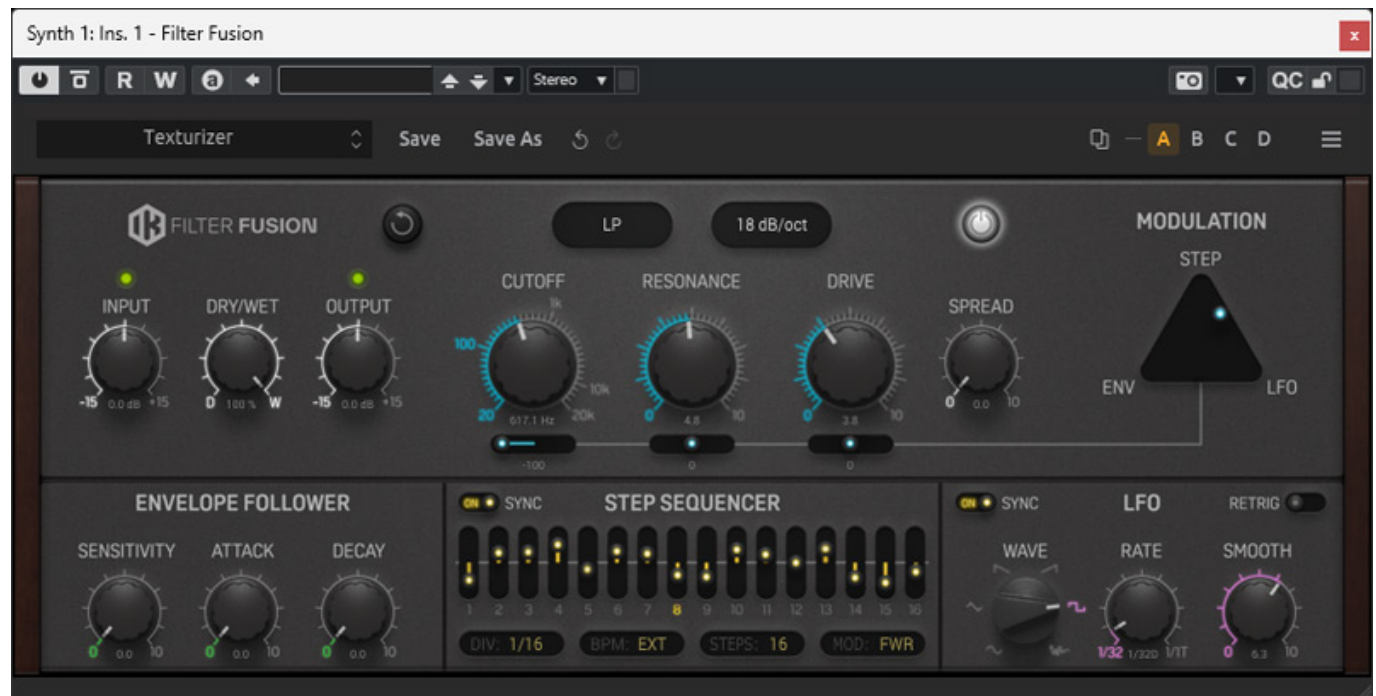 Synth 1: Ins. 1 - Filter Fusion
x
R W a Stereo QC
Texturizer Save Save As A B C D
FILTER FUSION LP 18 dB/oct MODULATION
STEP
CUTOFF RESONANCE DRIVE
INPUT DRY/WET OUTPUT 1k SPREAD
100
ENV LFO
10k
-15 0.0 dB +15 D 100 % W -15 0.0 dB +15 20 617.1 Hz 20k 0 4.8 10 0 3.8 10 0 0.0 10
-100 0 0
ENVELOPE FOLLOWER ON SYNC STEP SEQUENCER ON SYNC LFO RETRIG
SENSITIVITY ATTACK DECAY WAVE RATE SMOOTH
1 2 3 4 5 6 7 8 9 10 11 12 13 14 15 16
0 0.0 10 0 0.0 10 0 0.0 10 DIV: 1/16 BPM: EXT STEPS: 16 MOD: FWR 1/32 1/32D 1/1T 0 6.3 10